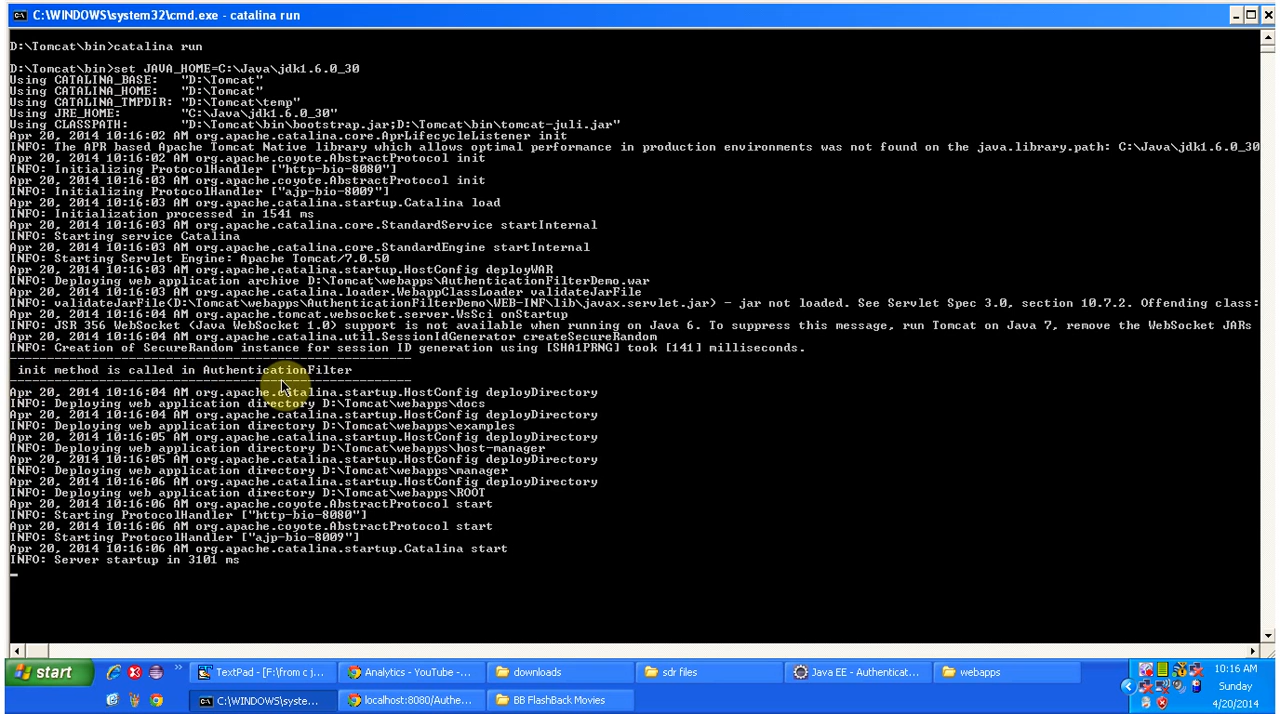 C:\WINDOWS\system32\cmd.exe - catalina run
D:\Tomcat\bin>catalina run
D:\Tomcat\bin>set JAVA_HOME=C:\Java\jdk1.6.0_30
Using CATALINA_BASE:   "D:\Tomcat"
Using CATALINA_HOME:   "D:\Tomcat"
Using CATALINA_TMPDIR: "D:\Tomcat\temp"
Using JRE_HOME:        "C:\Java\jdk1.6.0_30"
Using CLASSPATH:       "D:\Tomcat\bin\bootstrap.jar;D:\Tomcat\bin\tomcat-juli.jar"
Apr 20, 2014 10:16:02 AM org.apache.catalina.core.AprLifecycleListener init
INFO: The APR based Apache Tomcat Native library which allows optimal performance in production environments was not found on the java.library.path: C:\Java\jdk1.6.0_30
Apr 20, 2014 10:16:02 AM org.apache.coyote.AbstractProtocol init
INFO: Initializing ProtocolHandler ["http-bio-8080"]
Apr 20, 2014 10:16:03 AM org.apache.coyote.AbstractProtocol init
INFO: Initializing ProtocolHandler ["ajp-bio-8009"]
Apr 20, 2014 10:16:03 AM org.apache.catalina.startup.Catalina load
INFO: Initialization processed in 1541 ms
Apr 20, 2014 10:16:03 AM org.apache.catalina.core.StandardService startInternal
INFO: Starting service Catalina
Apr 20, 2014 10:16:03 AM org.apache.catalina.core.StandardEngine startInternal
INFO: Starting Servlet Engine: Apache Tomcat/7.0.50
Apr 20, 2014 10:16:03 AM org.apache.catalina.startup.HostConfig deployWAR
INFO: Deploying web application archive D:\Tomcat\webapps\AuthenticationFilterDemo.war
Apr 20, 2014 10:16:03 AM org.apache.catalina.loader.WebappClassLoader validateJarFile
INFO: validateJarFile(D:\Tomcat\webapps\AuthenticationFilterDemo\WEB-INF\lib\javax.servlet.jar) - jar not loaded. See Servlet Spec 3.0, section 10.7.2. Offending class:
Apr 20, 2014 10:16:04 AM org.apache.tomcat.websocket.server.WsSci onStartup
INFO: JSR 356 WebSocket (Java WebSocket 1.0) support is not available when running on Java 6. To suppress this message, run Tomcat on Java 7, remove the WebSocket JARs
Apr 20, 2014 10:16:04 AM org.apache.catalina.util.SessionIdGenerator createSecureRandom
INFO: Creation of SecureRandom instance for session ID generation using [SHA1PRNG] took [141] milliseconds.
------------------------------------------------------
init method is called in AuthenticationFilter
------------------------------------------------------
Apr 20, 2014 10:16:04 AM org.apache.catalina.startup.HostConfig deployDirectory
INFO: Deploying web application directory D:\Tomcat\webapps\docs
Apr 20, 2014 10:16:04 AM org.apache.catalina.startup.HostConfig deployDirectory
INFO: Deploying web application directory D:\Tomcat\webapps\examples
Apr 20, 2014 10:16:05 AM org.apache.catalina.startup.HostConfig deployDirectory
INFO: Deploying web application directory D:\Tomcat\webapps\host-manager
Apr 20, 2014 10:16:05 AM org.apache.catalina.startup.HostConfig deployDirectory
INFO: Deploying web application directory D:\Tomcat\webapps\manager
Apr 20, 2014 10:16:06 AM org.apache.catalina.startup.HostConfig deployDirectory
INFO: Deploying web application directory D:\Tomcat\webapps\ROOT
Apr 20, 2014 10:16:06 AM org.apache.coyote.AbstractProtocol start
INFO: Starting ProtocolHandler ["http-bio-8080"]
Apr 20, 2014 10:16:06 AM org.apache.coyote.AbstractProtocol start
INFO: Starting ProtocolHandler ["ajp-bio-8009"]
Apr 20, 2014 10:16:06 AM org.apache.catalina.startup.Catalina start
INFO: Server startup in 3101 ms
start
TextPad - [F:\from c j...
Analytics - YouTube -...
downloads
sdr files
Java EE - Authenticat...
webapps
C:\WINDOWS\syste...
localhost:8080/Authe...
BB FlashBack Movies
10:16 AM
Sunday
4/20/2014